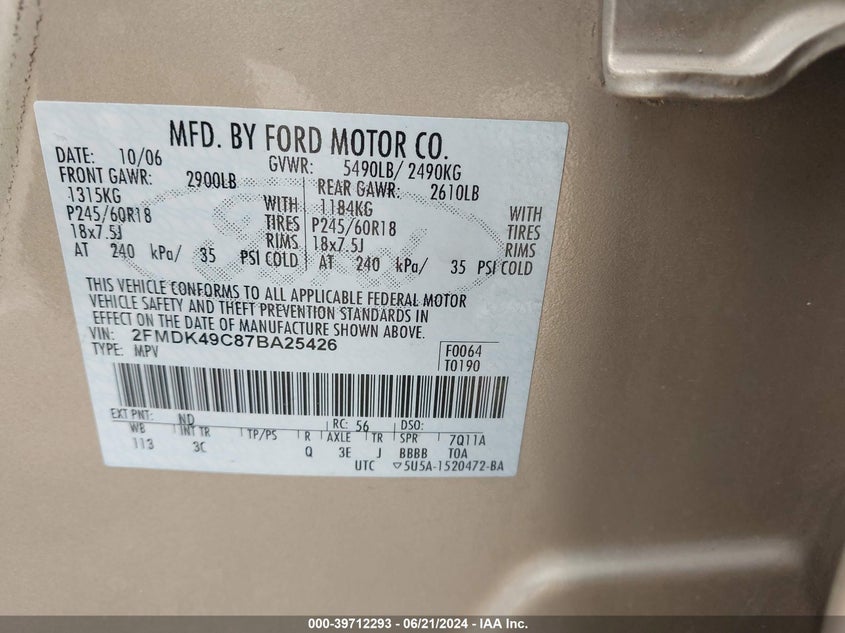 MFD. BY FORD MOTOR CO.
DATE: 10/06 GVWR: 5490LB/ 2490KG
FRONT GAWR: 2900LB REAR GAWR: 2610LB
1315KG WITH 1184KG WITH
P245/60R18 TIRES P245/60R18 TIRES
18x7.5J RIMS 18x7.5J RIMS
AT 240 kPa/ 35 PSI COLD AT 240 kPa/ 35 PSI COLD
THIS VEHICLE CONFORMS TO ALL APPLICABLE FEDERAL MOTOR
VEHICLE SAFETY AND THEFT PREVENTION STANDARDS IN
EFFECT ON THE DATE OF MANUFACTURE SHOWN ABOVE.
VIN: 2FMDK49C87BA25426
TYPE: MPV
F0064
T0190
EXT PNT: ND RC: 56 DSO:
WB INT TR TP/PS R AXLE TR SPR 7Q11A
113 3C Q 3E J BBBB T0A
UTC ▽5U5A-1520472-BA
000-39712293 - 06/21/2024 - IAA Inc.